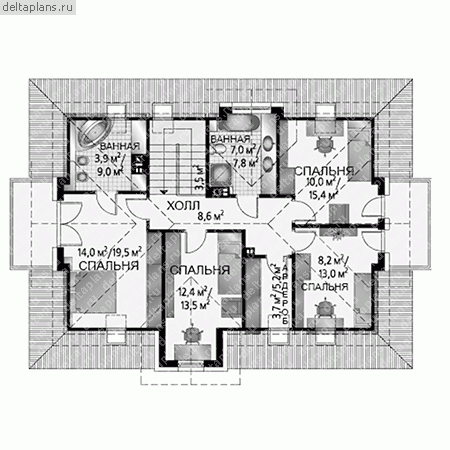 deltaplans.ru
ВАННАЯ
3,9 м²/
9,0 м²
3,5 м²
ВАННАЯ
7,0 м²/
7,8 м²
СПАЛЬНЯ
10,0 м²/
15,4 м²
ХОЛЛ
8,6 м²
14,0 м²/19,5 м²
СПАЛЬНЯ
СПАЛЬНЯ
12,4 м²/
13,5 м²
ГАРДЕРОБ
3,7 м²/5,2 м²
8,2 м²/
13,0 м²
СПАЛЬНЯ